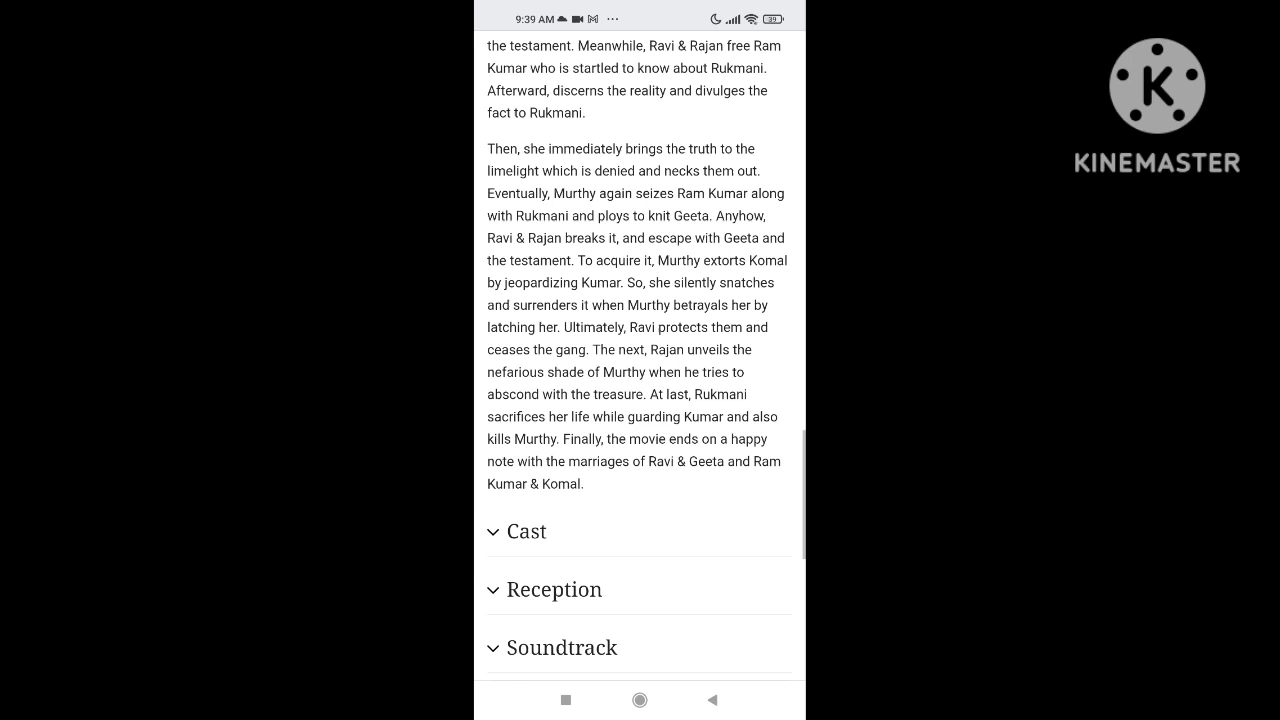 9:39 AM
39
the testament. Meanwhile, Ravi & Rajan free Ram
Kumar who is startled to know about Rukmani.
Afterward, discerns the reality and divulges the
fact to Rukmani.
Then, she immediately brings the truth to the
limelight which is denied and necks them out.
Eventually, Murthy again seizes Ram Kumar along
with Rukmani and ploys to knit Geeta. Anyhow,
Ravi & Rajan breaks it, and escape with Geeta and
the testament. To acquire it, Murthy extorts Komal
by jeopardizing Kumar. So, she silently snatches
and surrenders it when Murthy betrayals her by
latching her. Ultimately, Ravi protects them and
ceases the gang. The next, Rajan unveils the
nefarious shade of Murthy when he tries to
abscond with the treasure. At last, Rukmani
sacrifices her life while guarding Kumar and also
kills Murthy. Finally, the movie ends on a happy
note with the marriages of Ravi & Geeta and Ram
Kumar & Komal.
Cast
Reception
Soundtrack
K
KINEMASTER